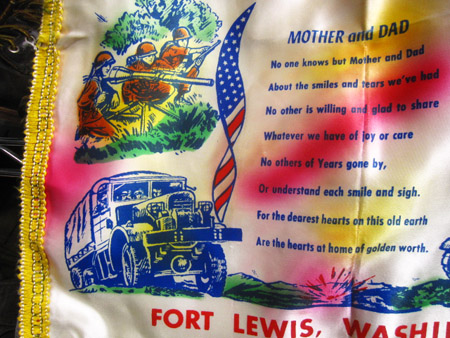 MOTHER and DAD
No one knows but Mother and Dad
About the smiles and tears we've had
No other is willing and glad to share
Whatever we have of joy or care
No others of Years gone by,
Or understand each smile and sigh.
For the dearest hearts on this old earth
Are the hearts at home of golden worth.
FORT LEWIS, WASHI